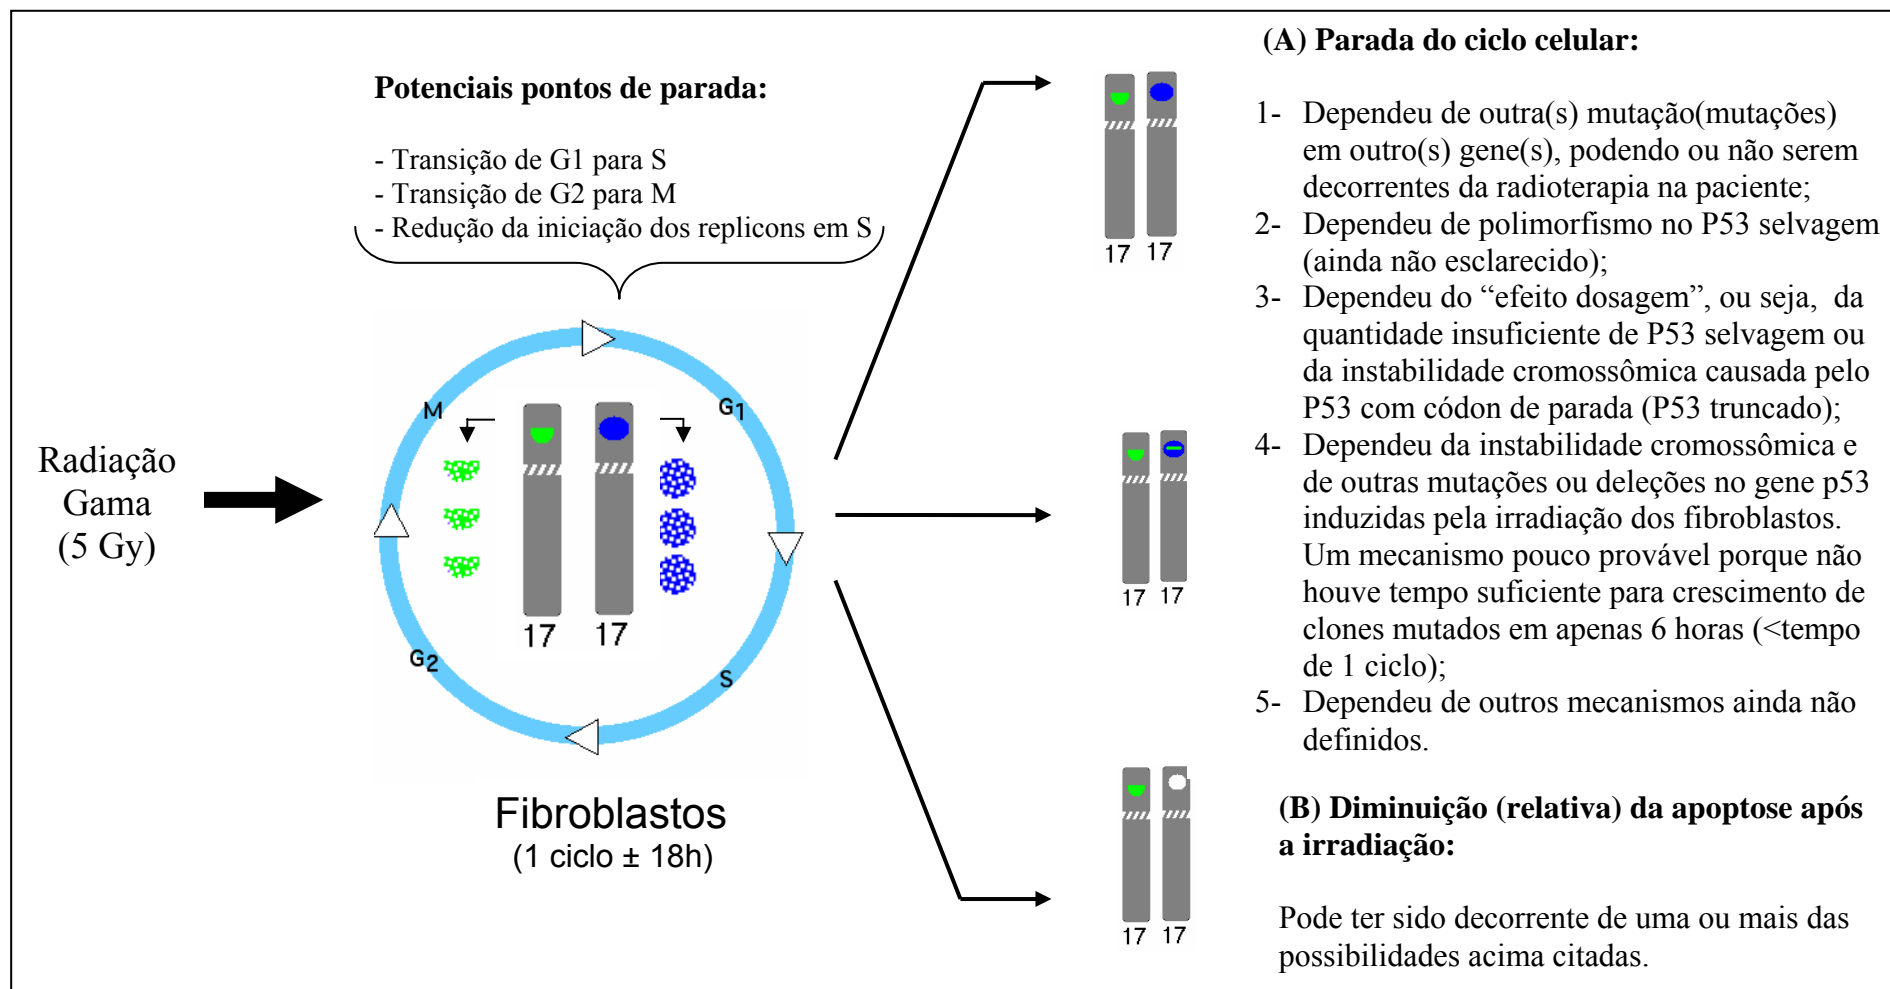 Radiação
Gama
(5 Gy)
Potenciais pontos de parada:
- Transição de G1 para S
- Transição de G2 para M
- Redução da iniciação dos replicons em S
M
G1
G2
S
17
17
Fibroblastos
(1 ciclo ± 18h)
17 17
17 17
17 17
(A) Parada do ciclo celular:
1- Dependeu de outra(s) mutação(mutações)
em outro(s) gene(s), podendo ou não serem
decorrentes da radioterapia na paciente;
2- Dependeu de polimorfismo no P53 selvagem
(ainda não esclarecido);
3- Dependeu do “efeito dosagem”, ou seja, da
quantidade insuficiente de P53 selvagem ou
da instabilidade cromossômica causada pelo
P53 com códon de parada (P53 truncado);
4- Dependeu da instabilidade cromossômica e
de outras mutações ou deleções no gene p53
induzidas pela irradiação dos fibroblastos.
Um mecanismo pouco provável porque não
houve tempo suficiente para crescimento de
clones mutados em apenas 6 horas (<tempo
de 1 ciclo);
5- Dependeu de outros mecanismos ainda não
definidos.
(B) Diminuição (relativa) da apoptose após
a irradiação:
Pode ter sido decorrente de uma ou mais das
possibilidades acima citadas.